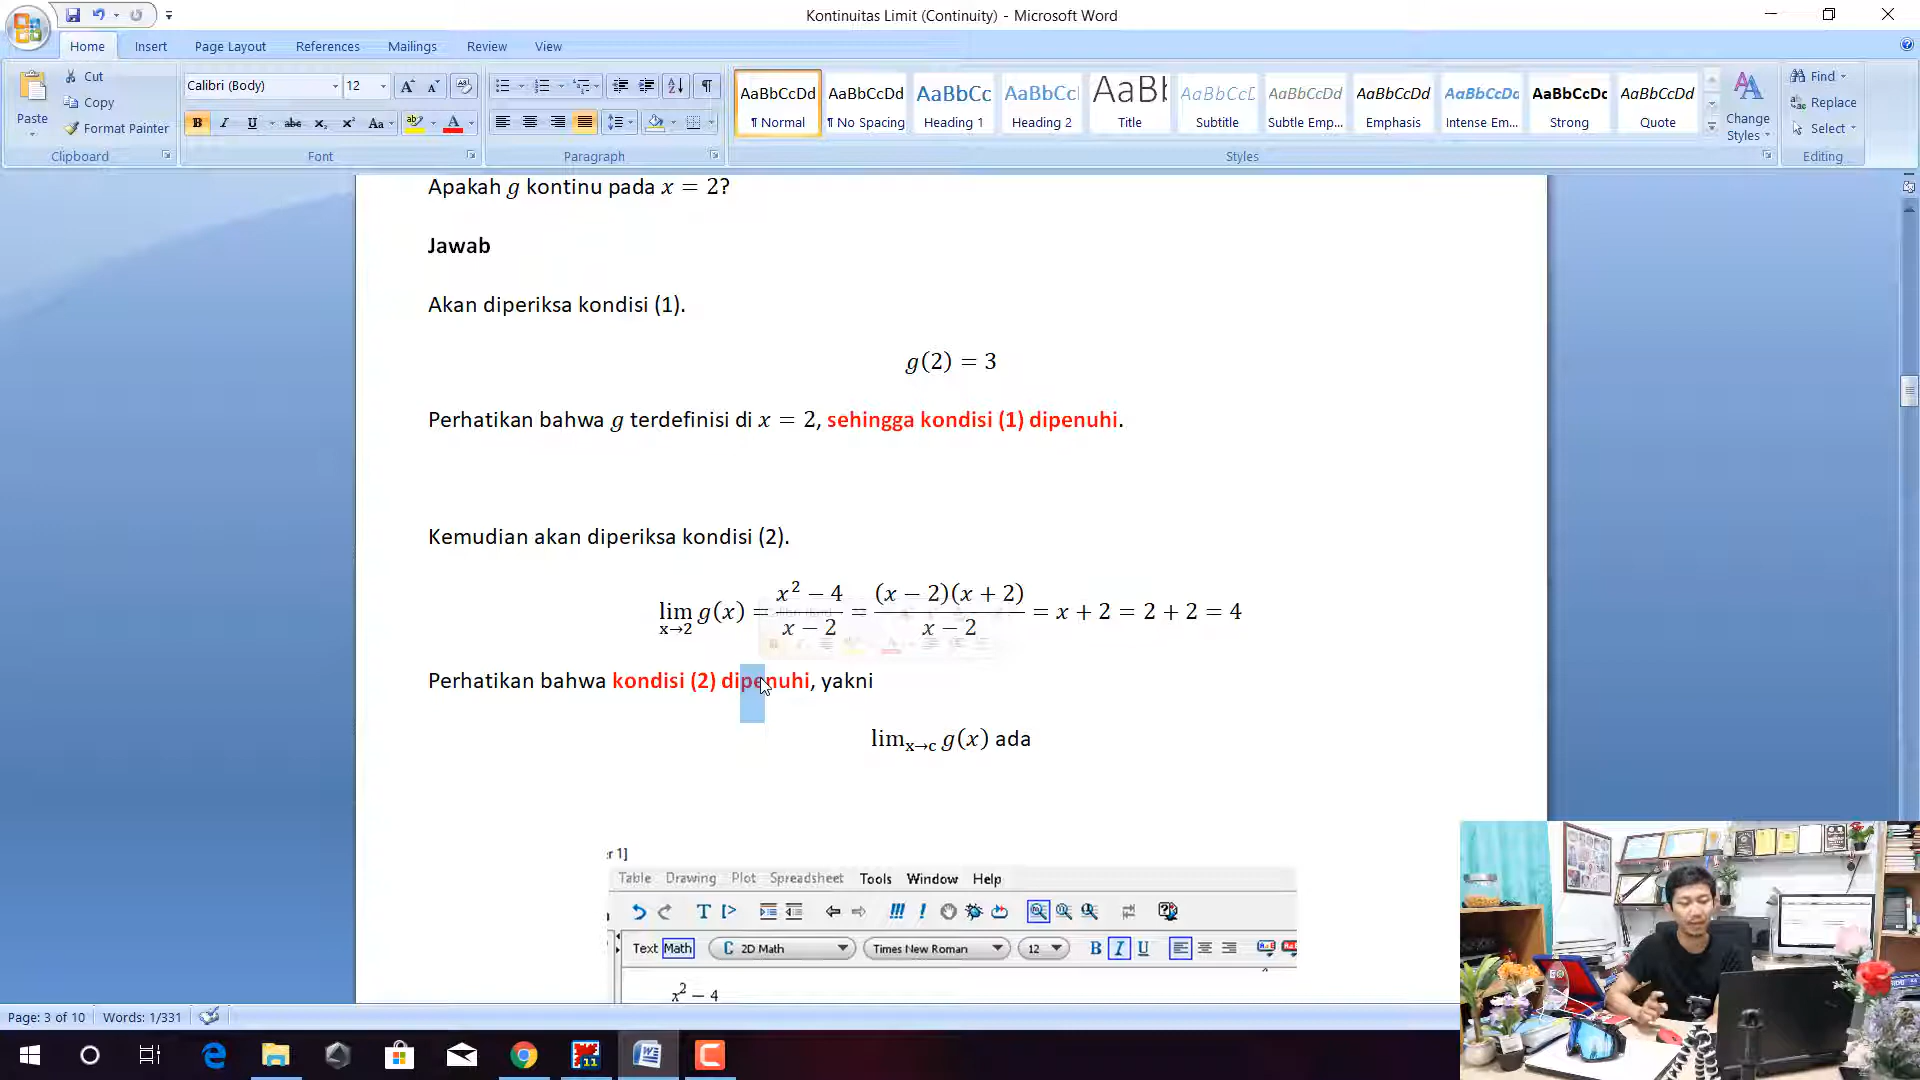 Kontinuitas Limit (Continuity) - Microsoft Word
Home Insert Page Layout References Mailings Review View
Paste
Cut
Copy
Format Painter
Clipboard
Calibri (Body) 12
B I U abc x₂ x² Aa
Font
Paragraph
AaBbCcDd AaBbCcDd AaBbCc AaBbCcI AaBb AaBbCcD AaBbCcDd AaBbCcDd AaBbCcDd AaBbCcDc AaBbCcDd
¶ Normal ¶ No Spacing Heading 1 Heading 2 Title Subtitle Subtle Emp... Emphasis Intense Em... Strong Quote
Change Styles
Styles
Find
Replace
Select
Editing
Apakah g kontinu pada x = 2?
Jawab
Akan diperiksa kondisi (1).
g(2) = 3
Perhatikan bahwa g terdefinisi di x = 2, sehingga kondisi (1) dipenuhi.
Kemudian akan diperiksa kondisi (2).
lim x→2 g(x) = x² − 4 / x − 2 = (x − 2)(x + 2) / x − 2 = x + 2 = 2 + 2 = 4
Perhatikan bahwa kondisi (2) dipenuhi, yakni
lim x→c g(x) ada
r 1]
Table Drawing Plot Spreadsheet Tools Window Help
Text Math C 2D Math Times New Roman 12 B I U
x² − 4
Page: 3 of 10 Words: 1/331